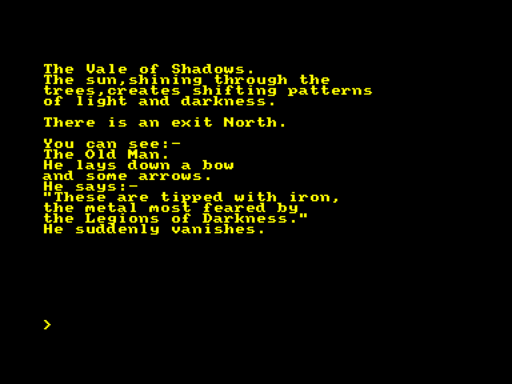 The Vale of Shadows.
The sun,shining through the
trees,creates shifting patterns
of light and darkness.
There is an exit North.
You can see:-
The Old Man.
He lays down a bow
and some arrows.
He says:-
"These are tipped with iron,
the metal most feared by
the Legions of Darkness."
He suddenly vanishes.
>